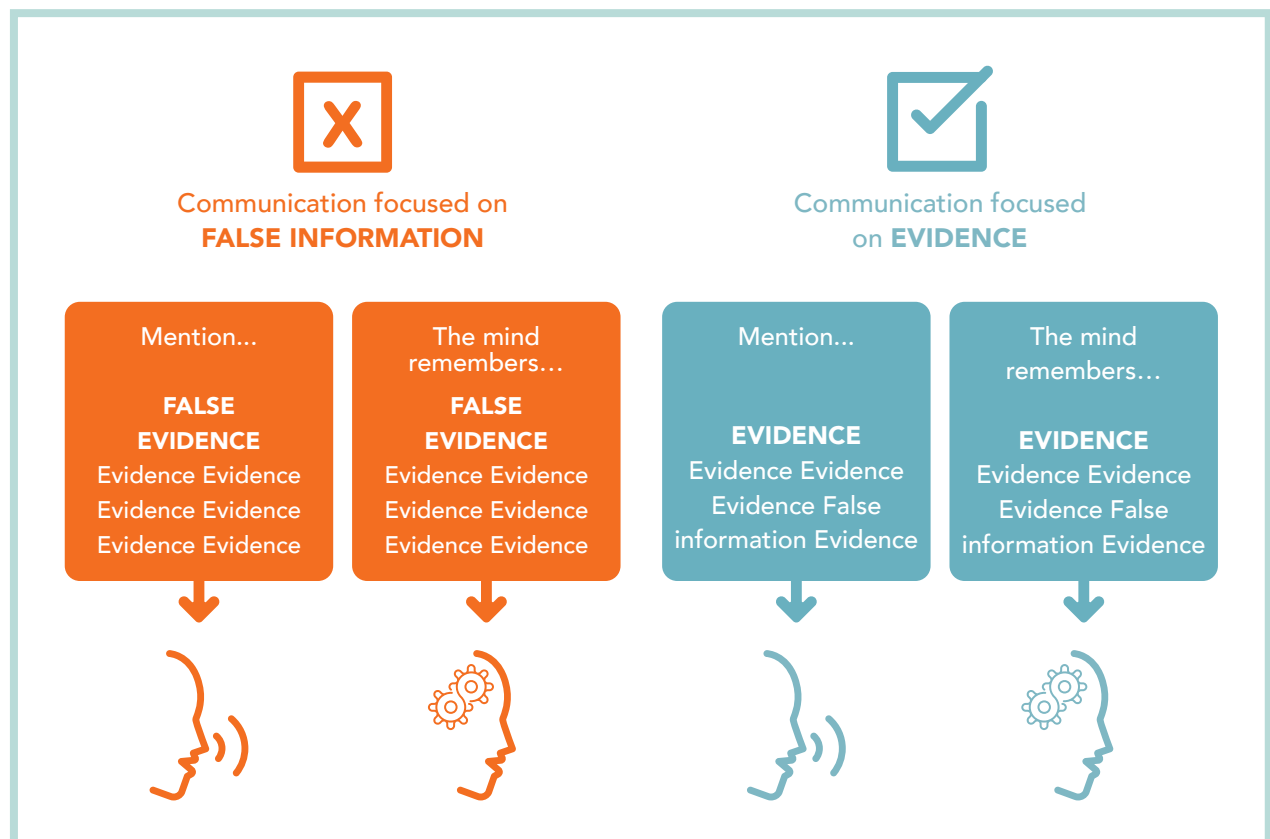 X
Communication focused on
FALSE INFORMATION
Mention...
FALSE
EVIDENCE
Evidence Evidence
Evidence Evidence
Evidence Evidence
The mind
remembers…
FALSE
EVIDENCE
Evidence Evidence
Evidence Evidence
Evidence Evidence
Communication focused
on EVIDENCE
Mention...
EVIDENCE
Evidence Evidence
Evidence False
information Evidence
The mind
remembers…
EVIDENCE
Evidence Evidence
Evidence False
information Evidence